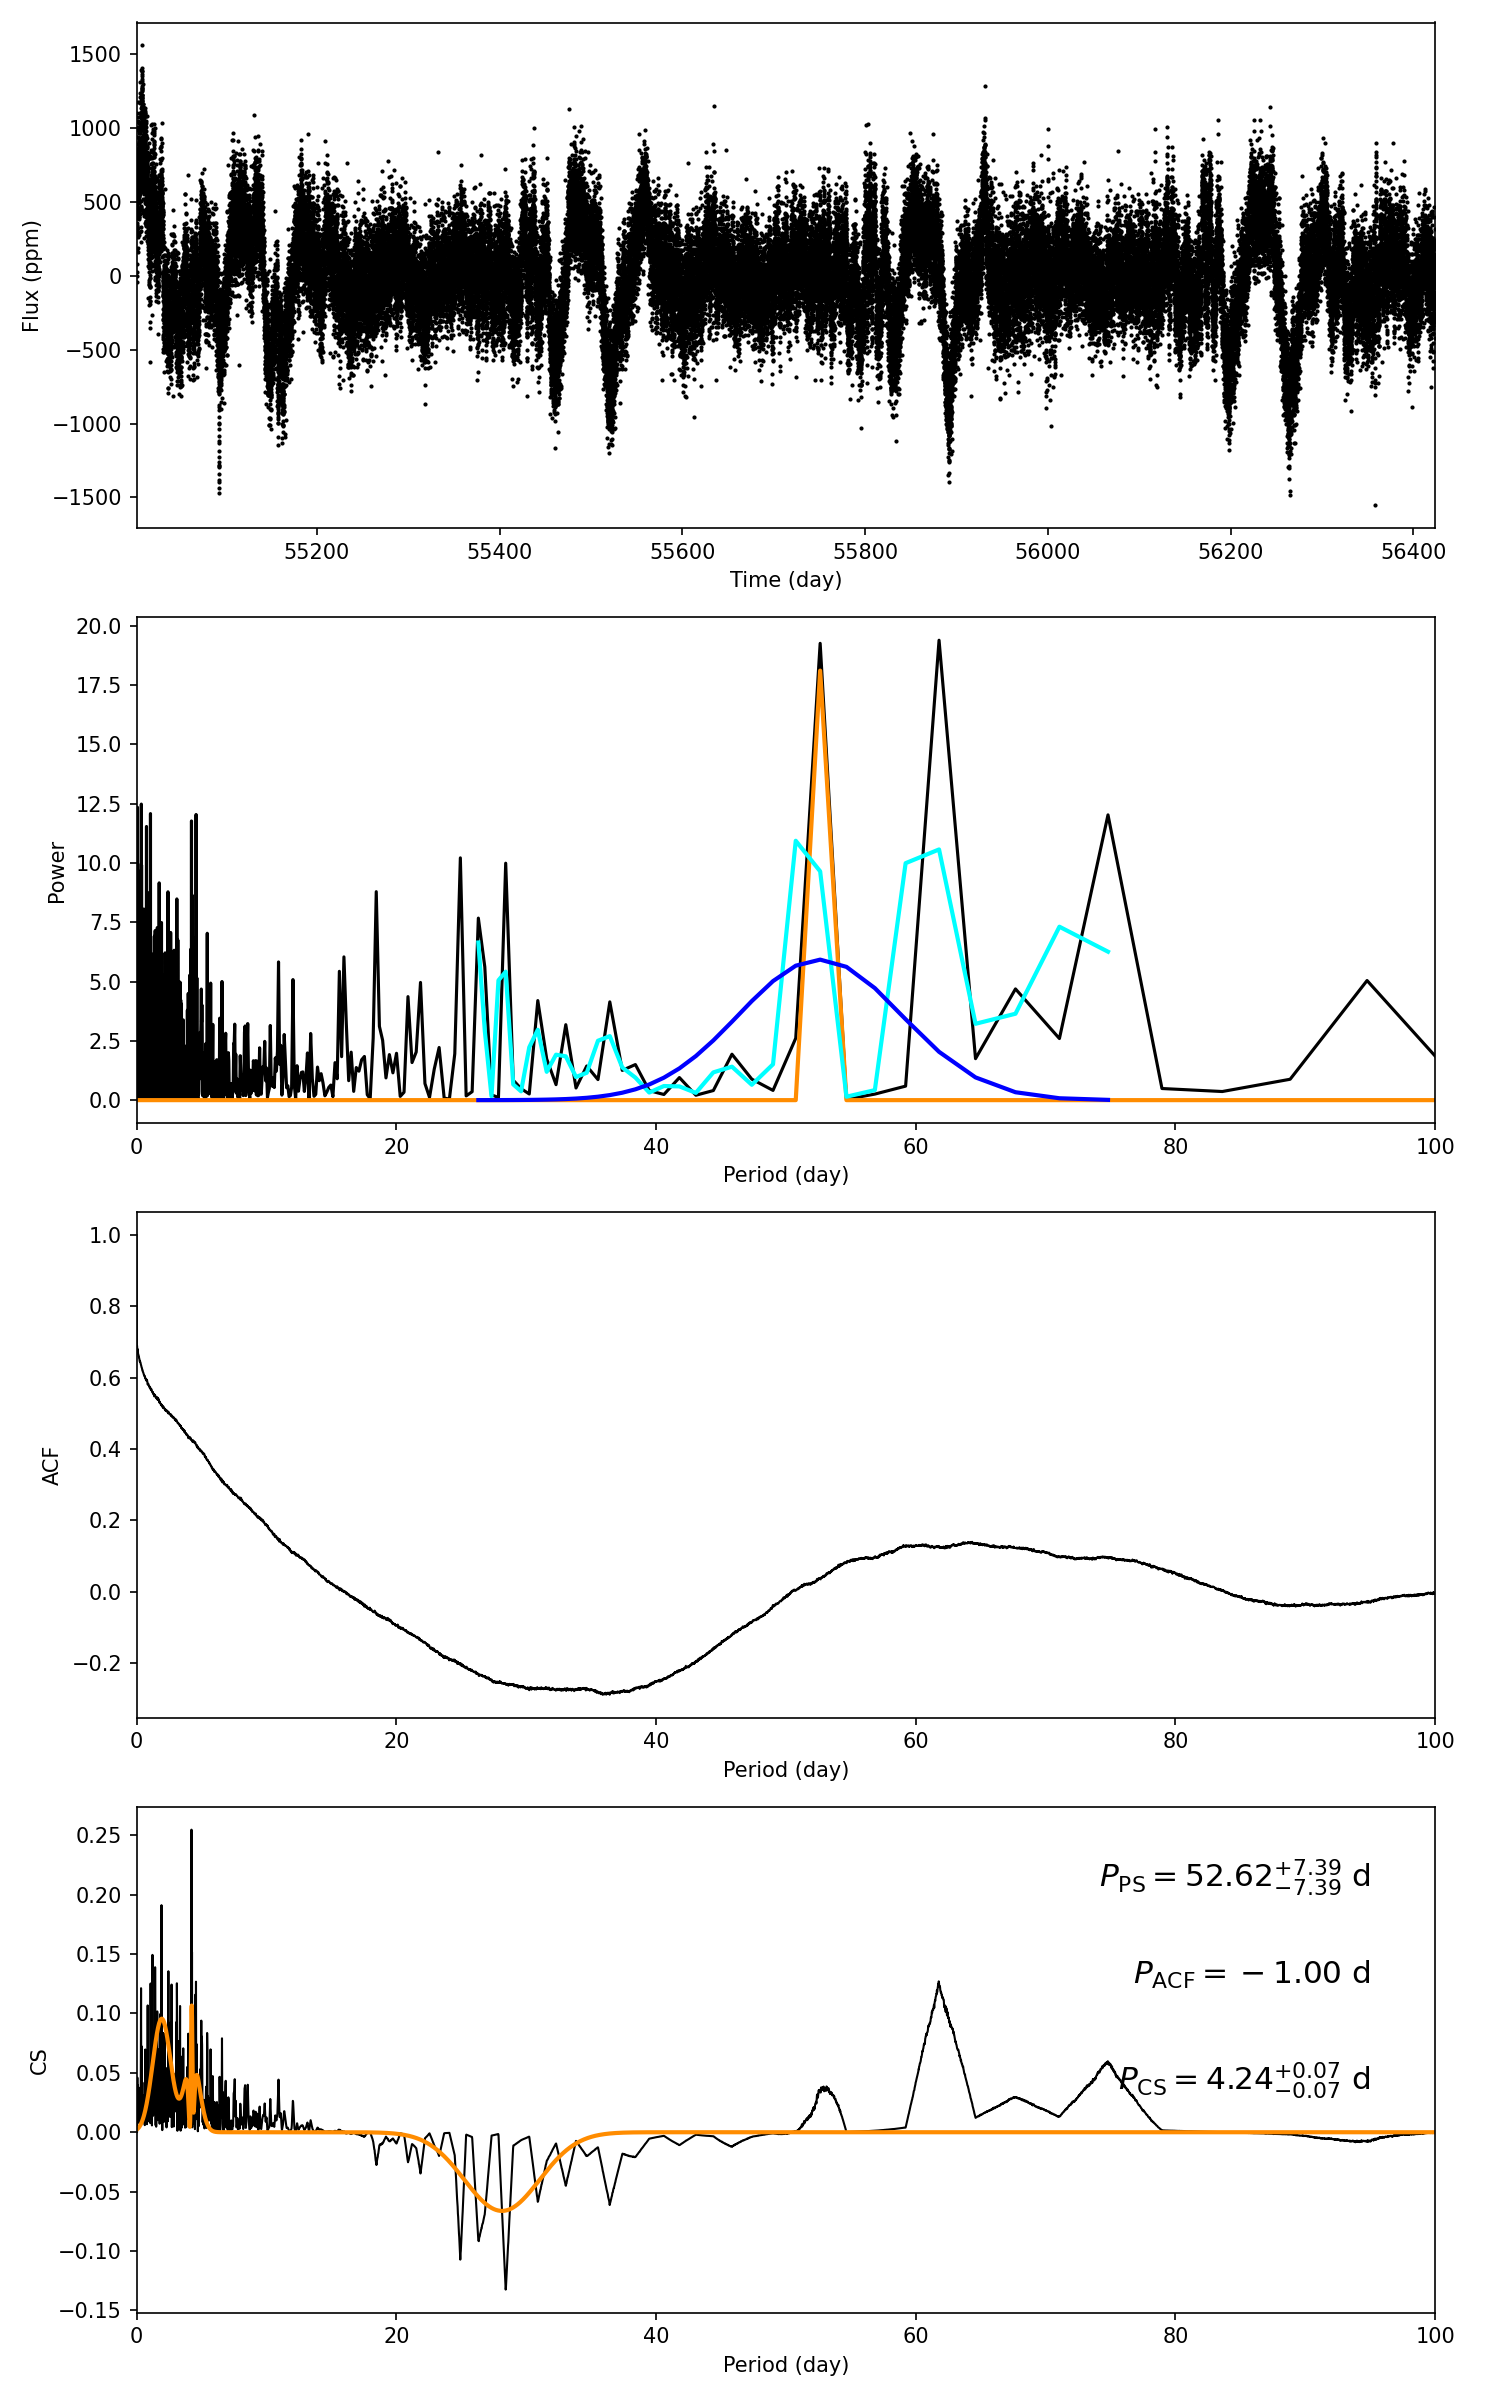 1500
1000
500
0
−500
−1000
−1500
Flux (ppm)
55200 55400 55600 55800 56000 56200 56400
Time (day)
20.0
17.5
15.0
12.5
10.0
7.5
5.0
2.5
0.0
Power
0 20 40 60 80 100
Period (day)
1.0
0.8
0.6
0.4
0.2
0.0
−0.2
ACF
0 20 40 60 80 100
Period (day)
0.25
0.20
0.15
0.10
0.05
0.00
−0.05
−0.10
−0.15
CS
P_PS = 52.62^{+7.39}_{−7.39} d
P_ACF = −1.00 d
P_CS = 4.24^{+0.07}_{−0.07} d
0 20 40 60 80 100
Period (day)